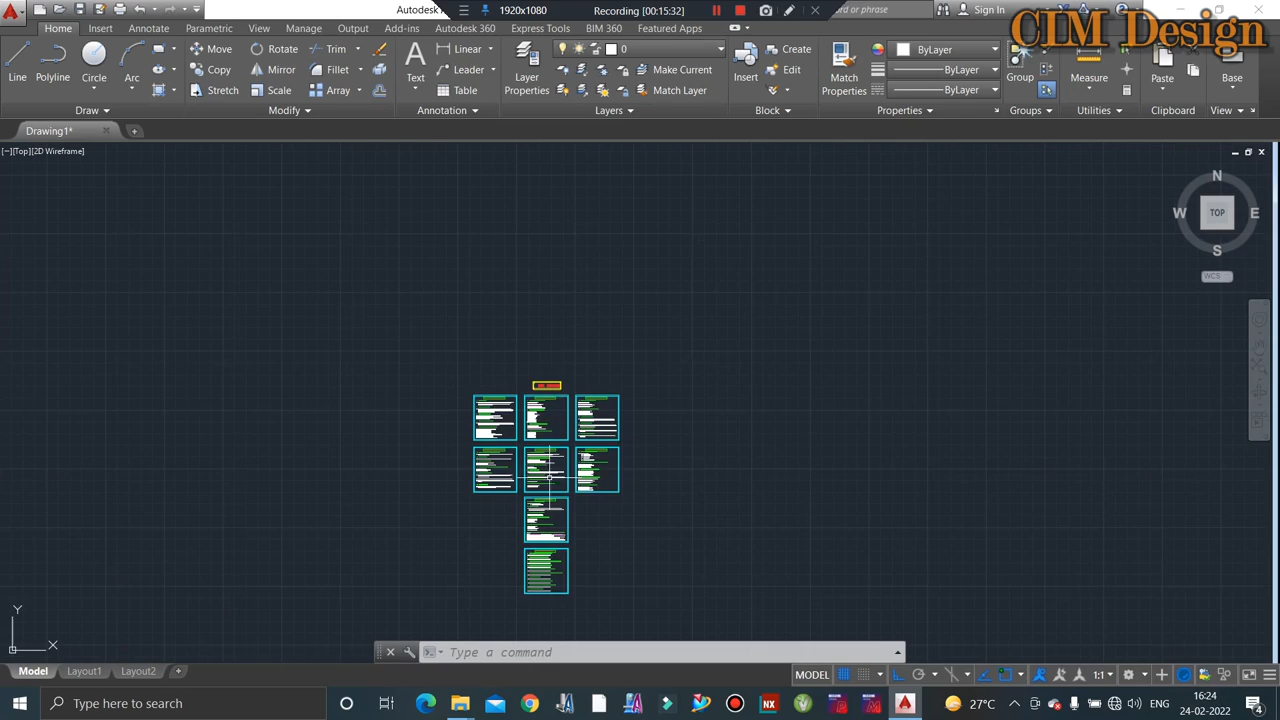 Autodesk A
1920x1080
Recording [00:15:32]
or phrase
Sign In
CIM Design
Home
Insert
Annotate
Parametric
View
Manage
Output
Add-ins
Autodesk 360
Express Tools
BIM 360
Featured Apps
Line
Polyline
Circle
Arc
Move
Rotate
Trim
Copy
Mirror
Fillet
Stretch
Scale
Array
Text
Linear
Leader
Table
Layer
Properties
0
Make Current
Match Layer
Insert
Create
Edit
Match
Properties
ByLayer
ByLayer
ByLayer
Group
Measure
Paste
Base
Draw
Modify
Annotation
Layers
Block
Properties
Groups
Utilities
Clipboard
View
Drawing1*
[−][Top][2D Wireframe]
N
W
TOP
E
S
WCS
Y
X
Type a command
Model
Layout1
Layout2
MODEL
1:1
Type here to search
NX
27°C
ENG
16:24
24-02-2022
4